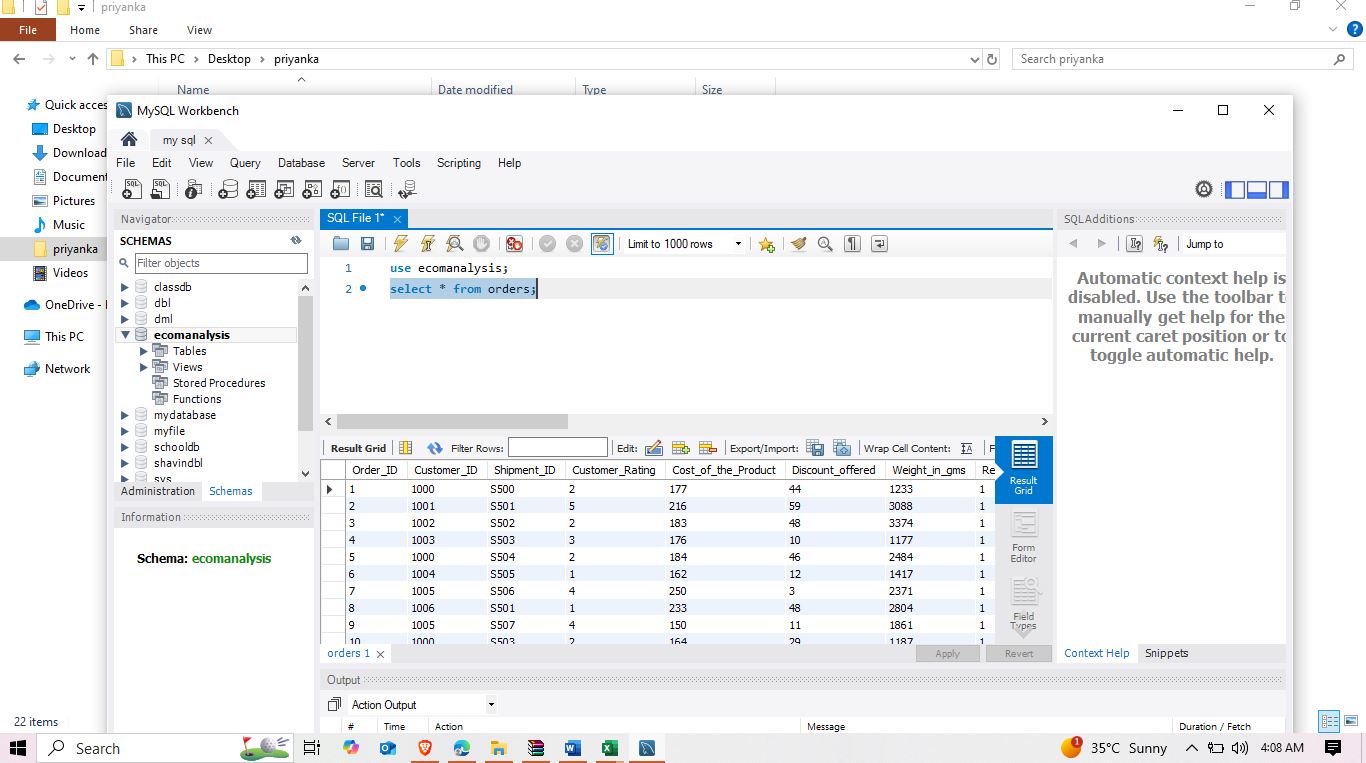 priyanka
File Home Share View
This PC > Desktop > priyanka
Search priyanka
Name Date modified Type Size
Quick acces
Desktop
Download
Document
Pictures
Music
priyanka
Videos
OneDrive -
This PC
Network
22 items
MySQL Workbench
my sql
File Edit View Query Database Server Tools Scripting Help
Navigator
SCHEMAS
Filter objects
classdb
dbl
dml
ecomanalysis
Tables
Views
Stored Procedures
Functions
mydatabase
myfile
schooldb
shavindbl
sys
Administration Schemas
Information
Schema: ecomanalysis
SQL File 1*
Limit to 1000 rows
1 use ecomanalysis;
2 select * from orders;
Result Grid Filter Rows: Edit: Export/Import: Wrap Cell Content: F
Order_ID Customer_ID Shipment_ID Customer_Rating Cost_of_the_Product Discount_offered Weight_in_gms Re
1 1000 S500 2 177 44 1233 1
2 1001 S501 5 216 59 3088 1
3 1002 S502 2 183 48 3374 1
4 1003 S503 3 176 10 1177 1
5 1000 S504 2 184 46 2484 1
6 1004 S505 1 162 12 1417 1
7 1005 S506 4 250 3 2371 1
8 1006 S501 1 233 48 2804 1
9 1005 S507 4 150 11 1861 1
10 1000 S503 2 164 29 1187 1
Result
Grid
Form
Editor
Field
Types
orders 1
Apply Revert
Output
Action Output
# Time Action Message Duration / Fetch
SQLAdditions
Jump to
Automatic context help is
disabled. Use the toolbar t
manually get help for the
current caret position or to
toggle automatic help.
Context Help Snippets
Search
1
35°C Sunny
4:08 AM